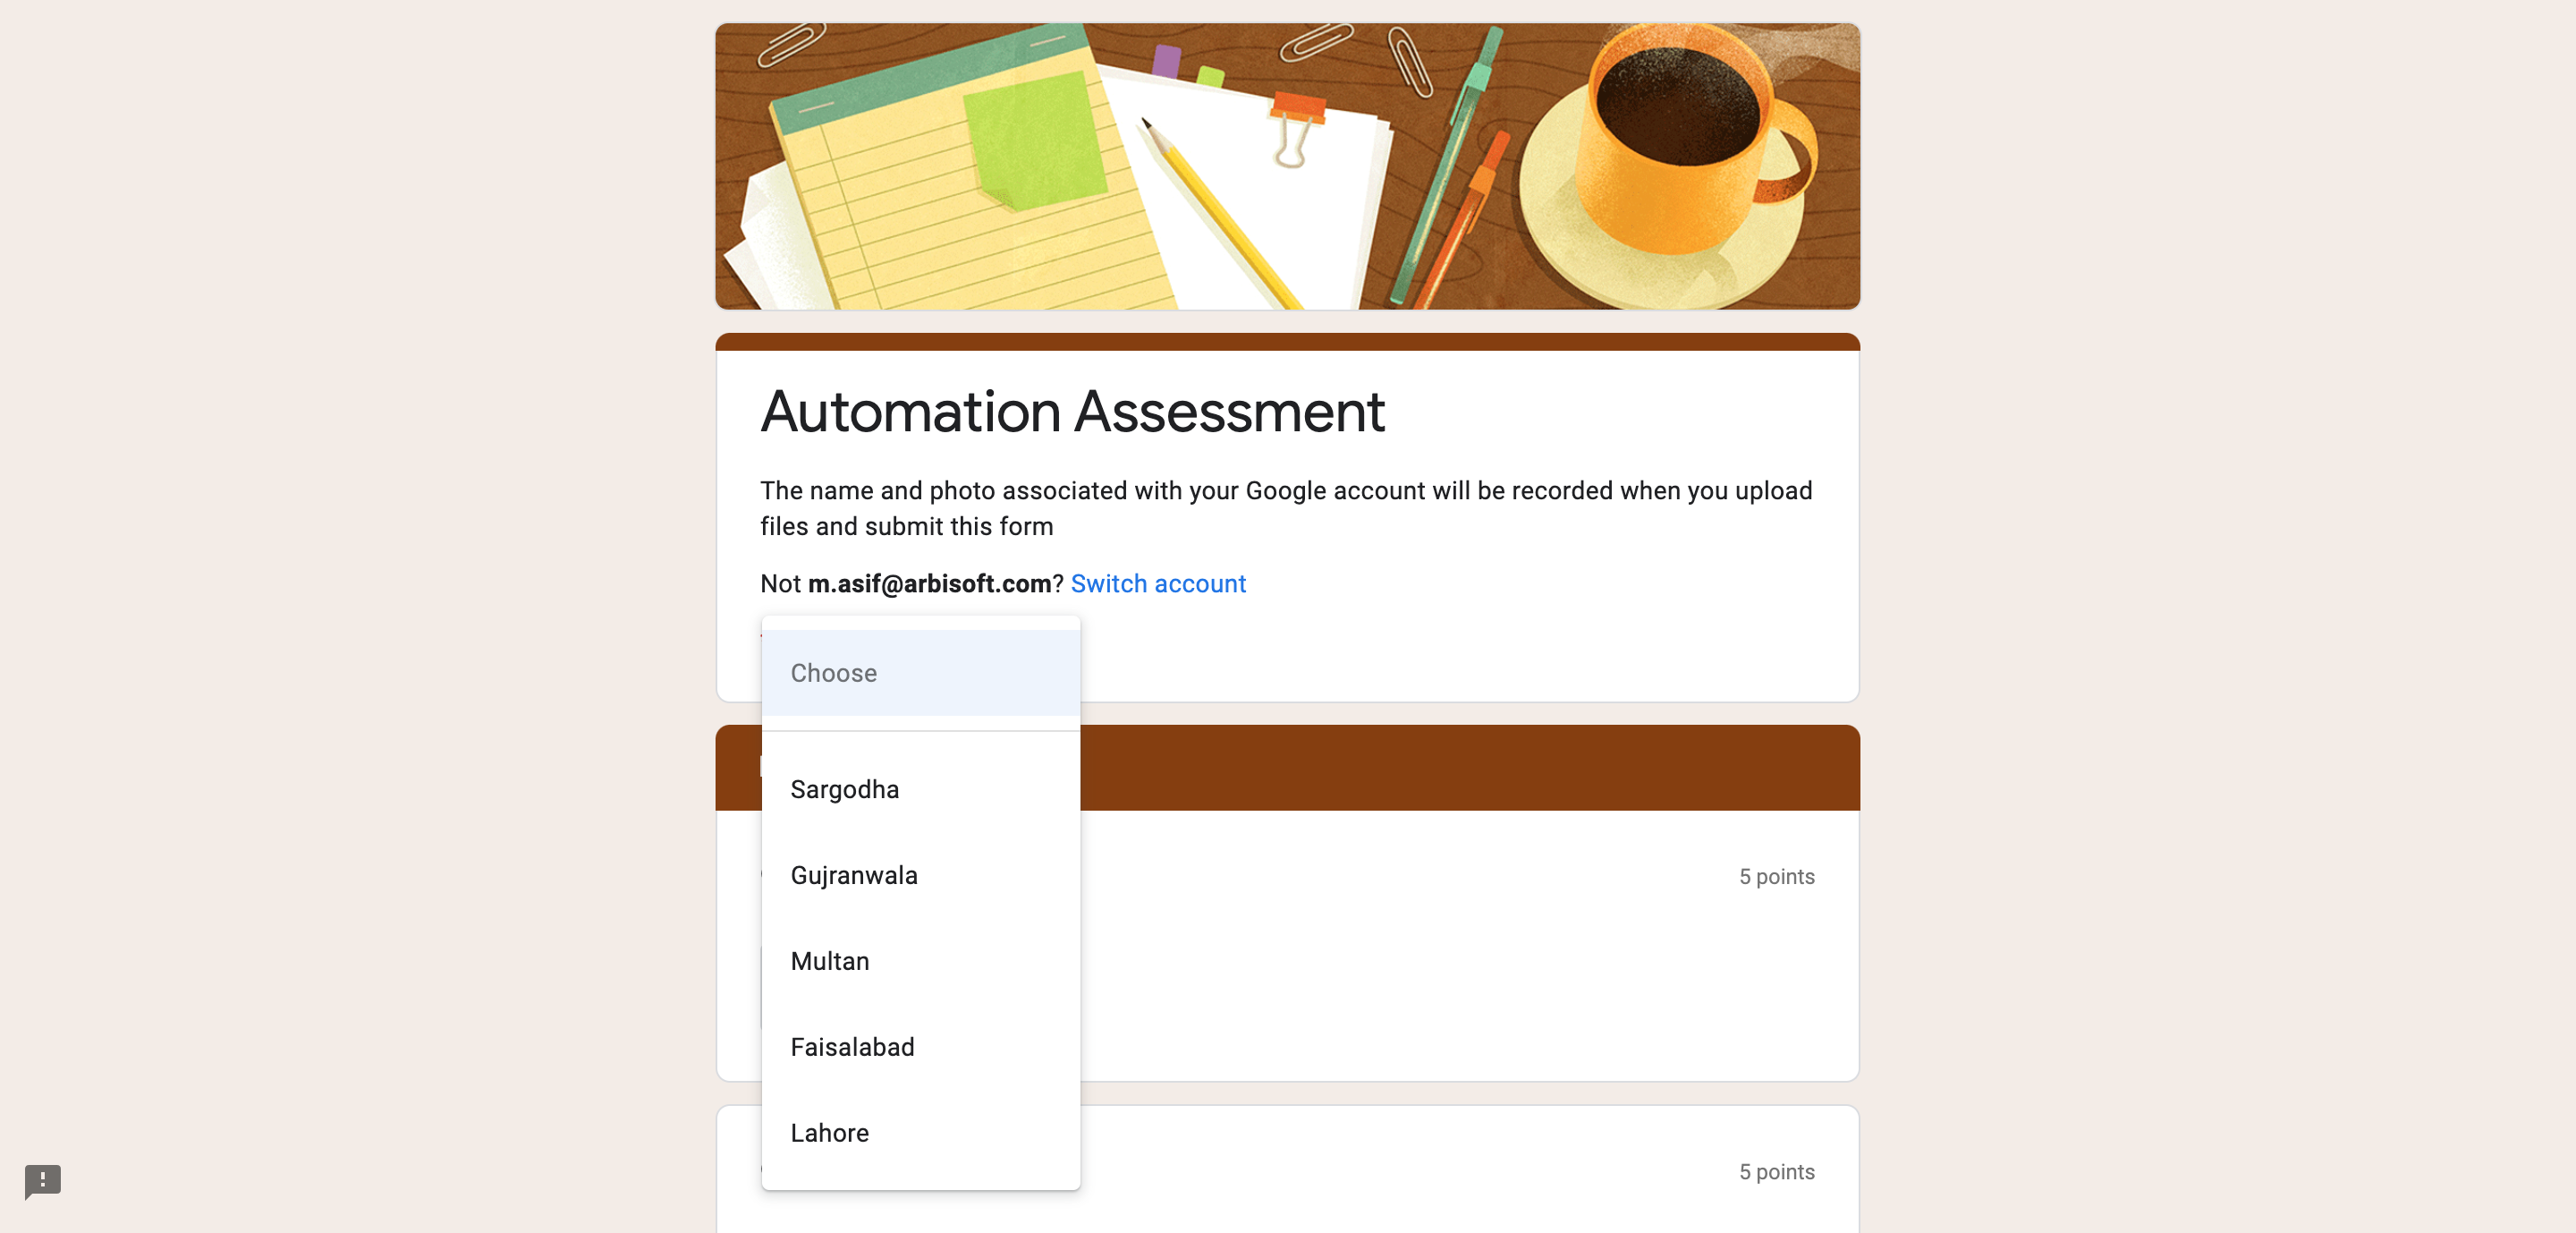 Automation Assessment
The name and photo associated with your Google account will be recorded when you upload
files and submit this form
Not m.asif@arbisoft.com? Switch account
Choose
Sargodha
Gujranwala
5 points
Multan
Faisalabad
Lahore
5 points